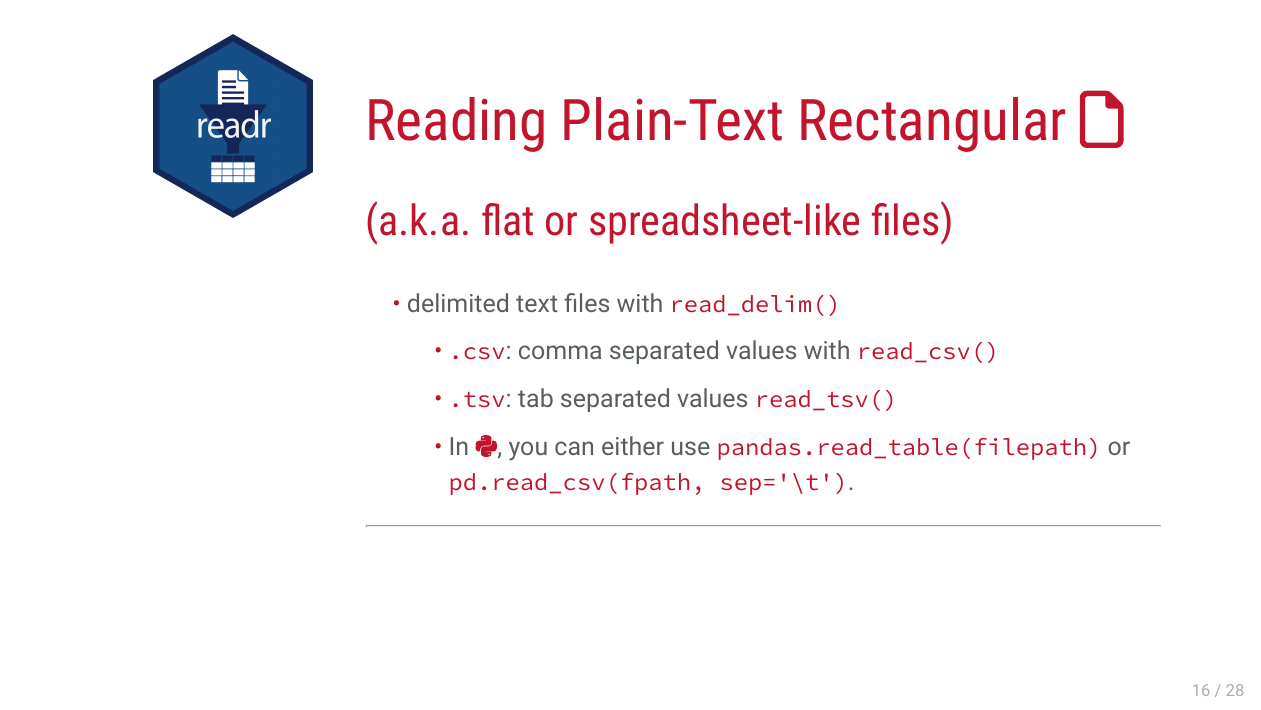 readr
Reading Plain-Text Rectangular
(a.k.a. flat or spreadsheet-like files)
• delimited text files with read_delim()
• .csv: comma separated values with read_csv()
• .tsv: tab separated values read_tsv()
• In , you can either use pandas.read_table(filepath) or
pd.read_csv(fpath, sep='\t').
16 / 28